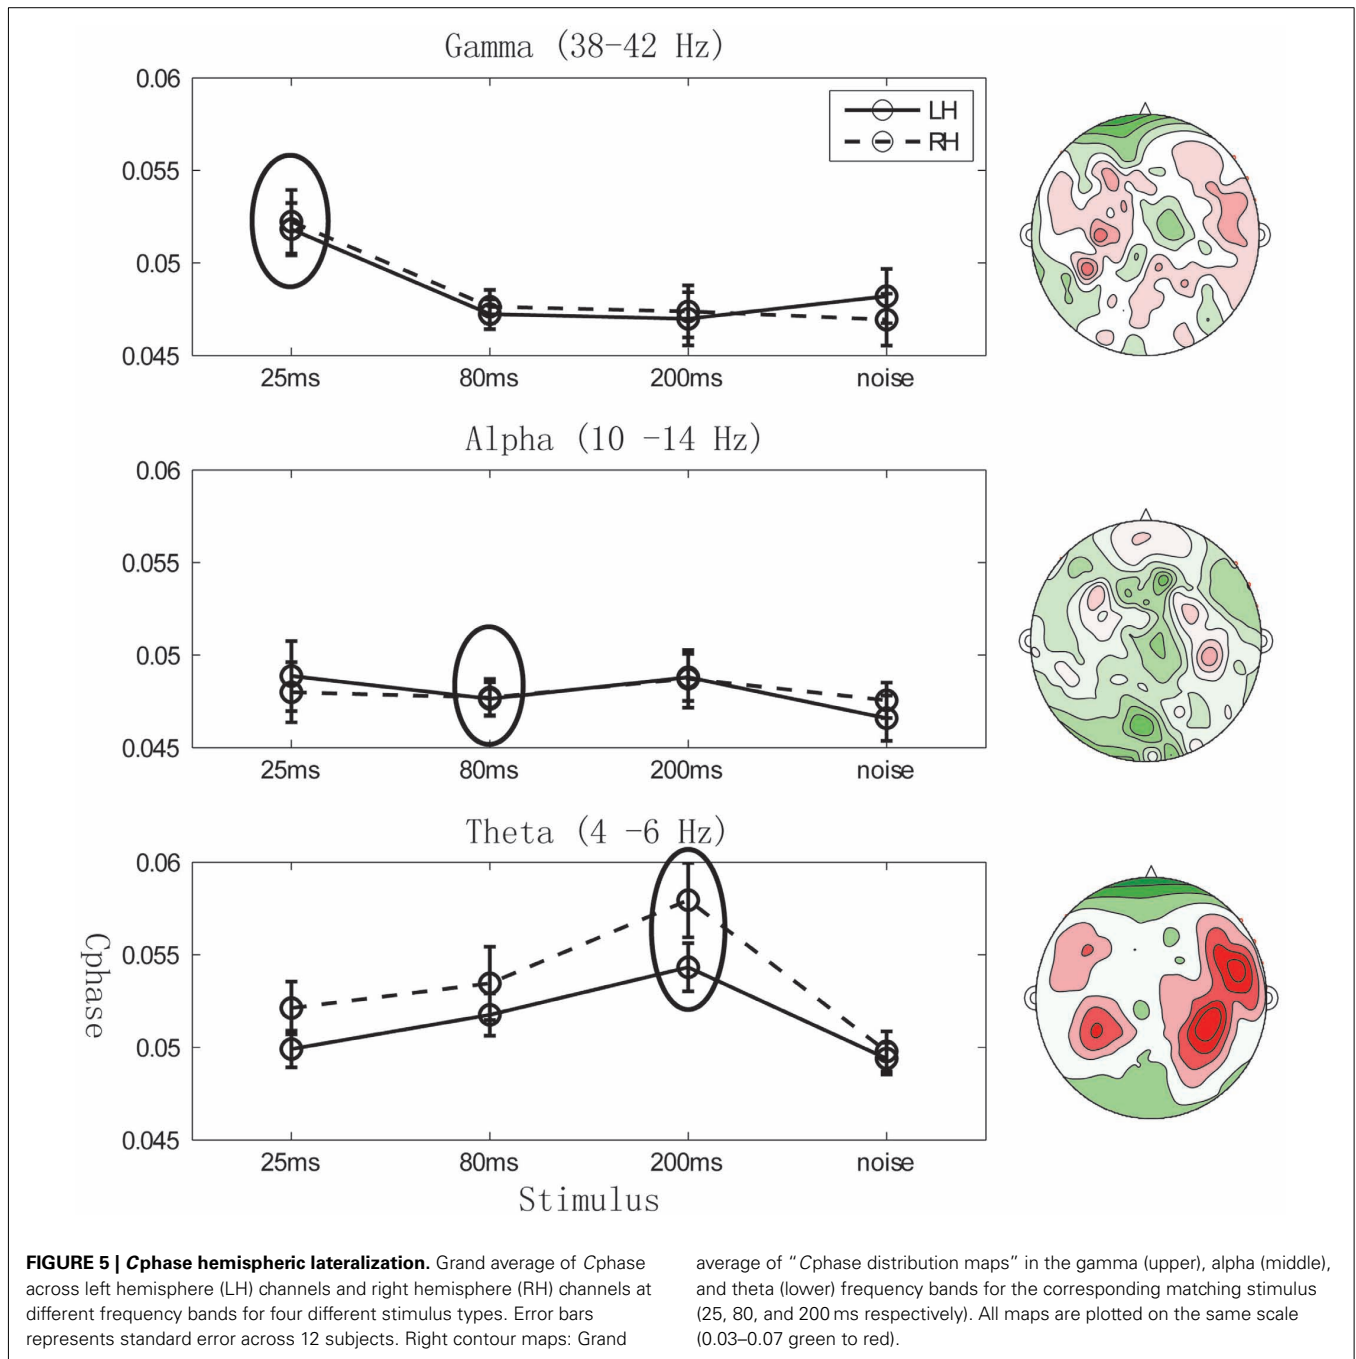 Gamma (38-42 Hz)
0.06
0.055
0.05
0.045
LH
RH
25ms 80ms 200ms noise
Alpha (10 -14 Hz)
0.06
0.055
0.05
0.045
25ms 80ms 200ms noise
Theta (4 -6 Hz)
0.06
0.055
0.05
0.045
Cphase
25ms 80ms 200ms noise
Stimulus
FIGURE 5 | Cphase hemispheric lateralization. Grand average of Cphase
across left hemisphere (LH) channels and right hemisphere (RH) channels at
different frequency bands for four different stimulus types. Error bars
represents standard error across 12 subjects. Right contour maps: Grand
average of “Cphase distribution maps” in the gamma (upper), alpha (middle),
and theta (lower) frequency bands for the corresponding matching stimulus
(25, 80, and 200 ms respectively). All maps are plotted on the same scale
(0.03–0.07 green to red).